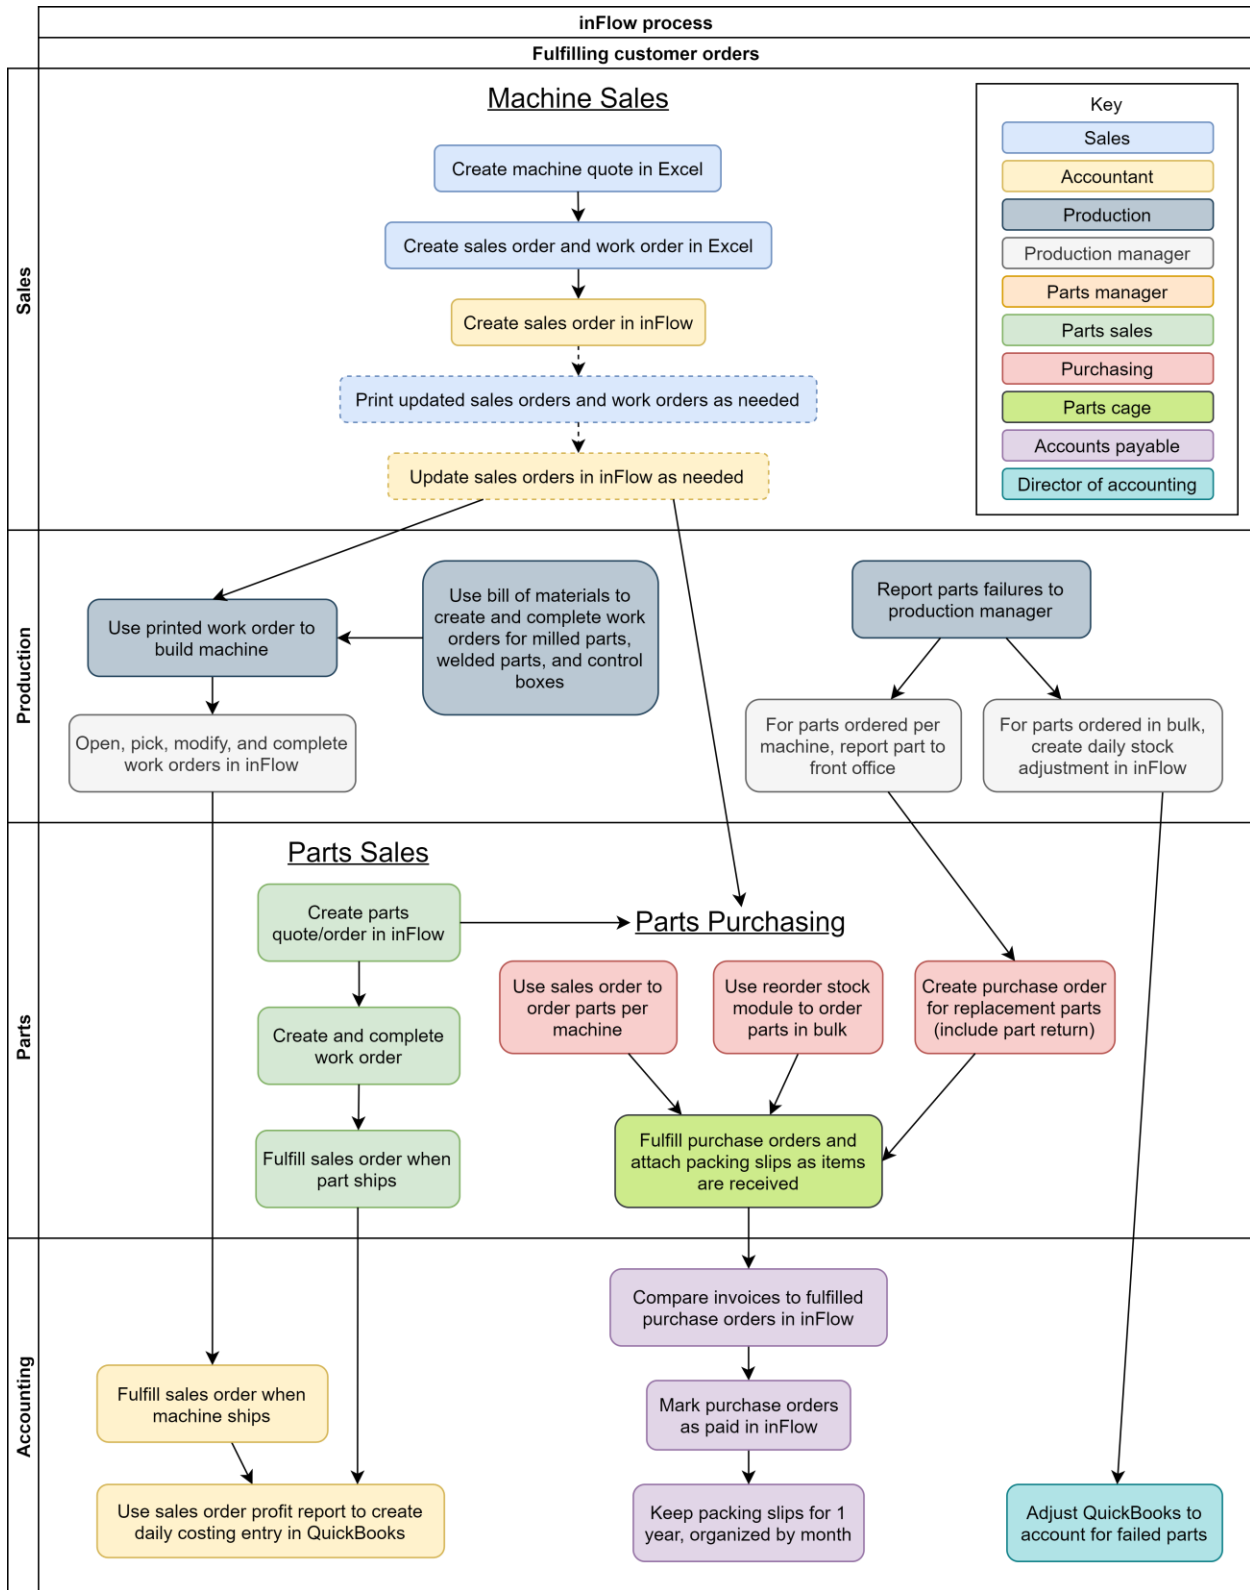 inFlow process
Fulfilling customer orders
Sales
Machine Sales
Create machine quote in Excel
Create sales order and work order in Excel
Create sales order in inFlow
Print updated sales orders and work orders as needed
Update sales orders in inFlow as needed
Key
Sales
Accountant
Production
Production manager
Parts manager
Parts sales
Purchasing
Parts cage
Accounts payable
Director of accounting
Production
Use printed work order to
build machine
Use bill of materials to
create and complete work
orders for milled parts,
welded parts, and control
boxes
Report parts failures to
production manager
Open, pick, modify, and complete
work orders in inFlow
For parts ordered per
machine, report part to
front office
For parts ordered in bulk,
create daily stock
adjustment in inFlow
Parts
Parts Sales
Create parts
quote/order in inFlow
Create and complete
work order
Fulfill sales order when
part ships
Parts Purchasing
Use sales order to
order parts per
machine
Use reorder stock
module to order
parts in bulk
Create purchase order
for replacement parts
(include part return)
Fulfill purchase orders and
attach packing slips as items
are received
Accounting
Compare invoices to fulfilled
purchase orders in inFlow
Fulfill sales order when
machine ships
Mark purchase orders
as paid in inFlow
Use sales order profit report to create
daily costing entry in QuickBooks
Keep packing slips for 1
year, organized by month
Adjust QuickBooks to
account for failed parts